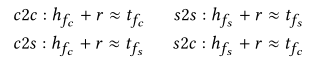 c2c : h_{f_c} + r ≈ t_{f_c} s2s : h_{f_s} + r ≈ t_{f_s}
c2s : h_{f_c} + r ≈ t_{f_s} s2c : h_{f_s} + r ≈ t_{f_c}